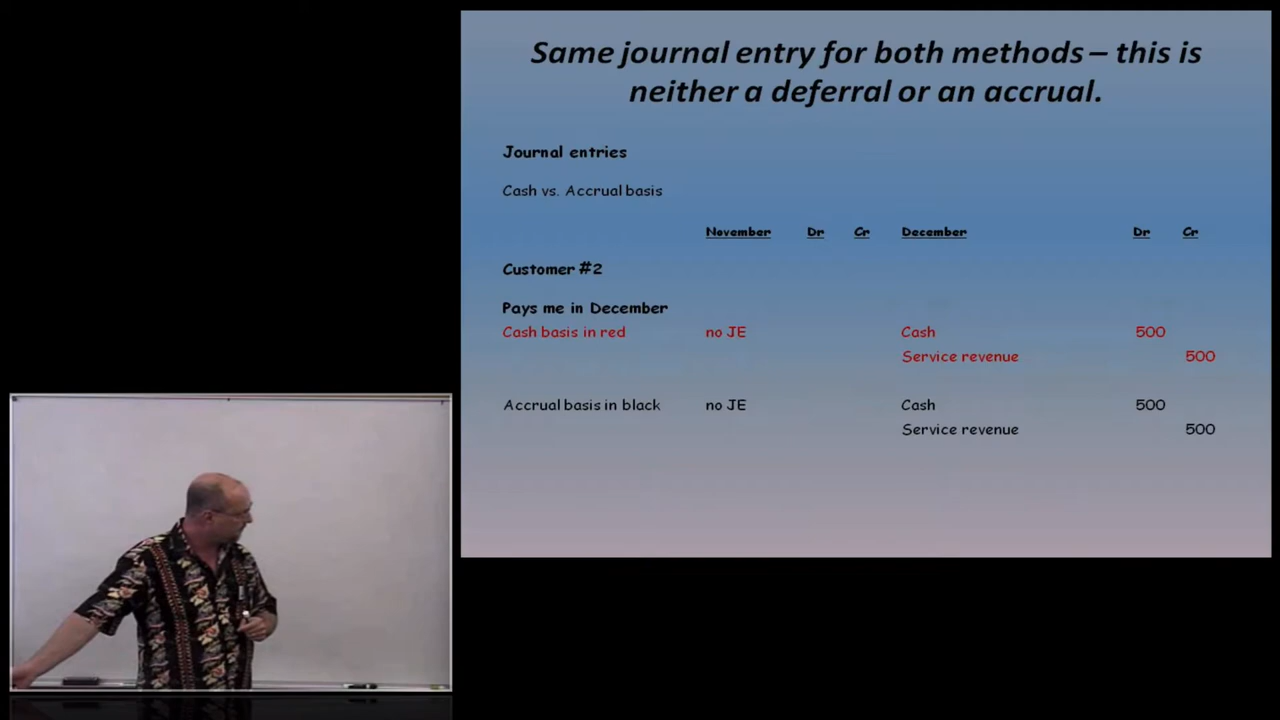 Same journal entry for both methods – this is
neither a deferral or an accrual.
Journal entries
Cash vs. Accrual basis
November Dr Cr December Dr Cr
Customer #2
Pays me in December
Cash basis in red no JE Cash 500
Service revenue 500
Accrual basis in black no JE Cash 500
Service revenue 500